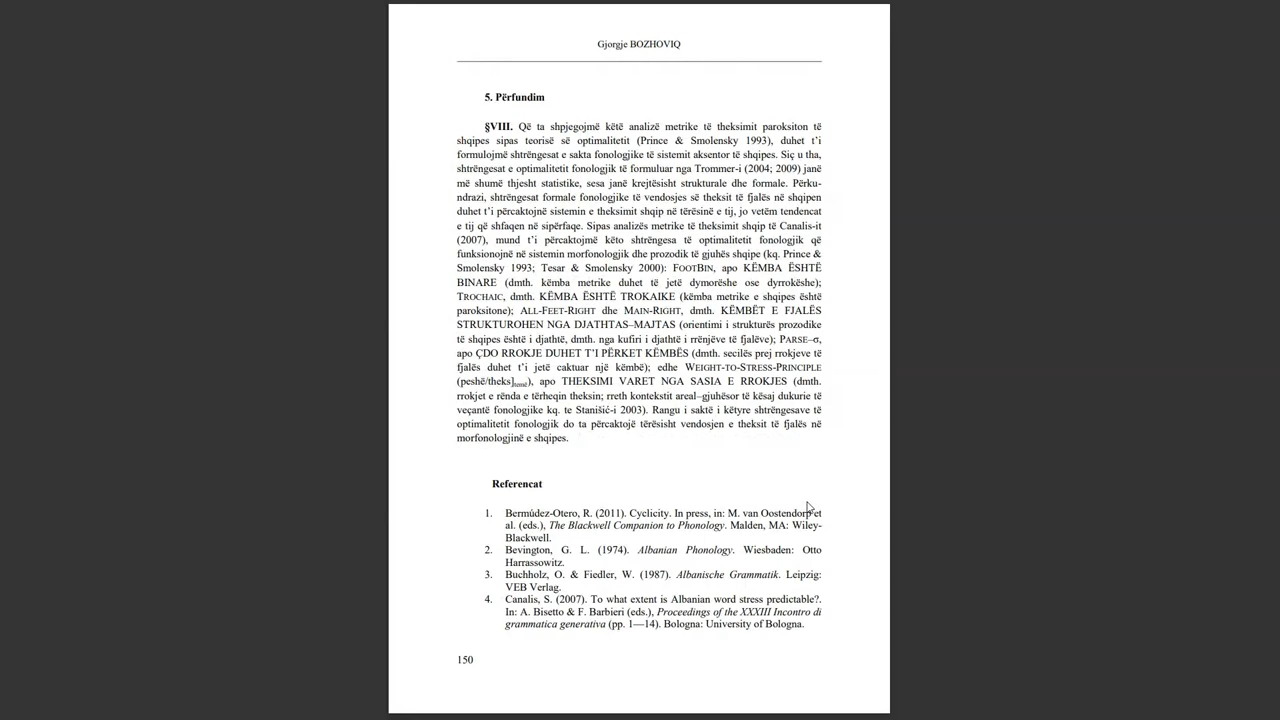 Gjorgje BOZHOVIQ
5. Përfundim
§VIII. Që ta shpjegojmë këtë analizë metrike të theksimit paroksiton të
shqipes sipas teorisë së optimalitetit (Prince & Smolensky 1993), duhet t’i
formulojmë shtrëngesat e sakta fonologjike të sistemit aksentor të shqipes. Siç u tha,
shtrëngesat e optimalitetit fonologjik të formuluar nga Trommer-i (2004; 2009) janë
më shumë thjesht statistike, sesa janë krejtësisht strukturale dhe formale. Përku-
ndrazi, shtrëngesat formale fonologjike të vendosjes së theksit të fjalës në shqipen
duhet t’i përcaktojnë sistemin e theksimit shqip në tërësinë e tij, jo vetëm tendencat
e tij që shfaqen në sipërfaqe. Sipas analizës metrike të theksimit shqip të Canalis-it
(2007), mund t’i përcaktojmë këto shtrëngesa të optimalitetit fonologjik që
funksionojnë në sistemin morfonologjik dhe prozodik të gjuhës shqipe (kq. Prince &
Smolensky 1993; Tesar & Smolensky 2000): FOOTBIN, apo KËMBA ËSHTË
BINARE (dmth. këmba metrike duhet të jetë dymorëshe ose dyrrokëshe);
TROCHAIC, dmth. KËMBA ËSHTË TROKAIKE (këmba metrike e shqipes është
paroksitone); ALL-FEET-RIGHT dhe MAIN-RIGHT, dmth. KËMBËT E FJALËS
STRUKTUROHEN NGA DJATHTAS–MAJTAS (orientimi i strukturës prozodike
të shqipes është i djathtë, dmth. nga kufiri i djathtë i rrënjëve të fjalëve); PARSE–σ,
apo ÇDO RROKJE DUHET T’I PËRKET KËMBËS (dmth. secilës prej rrokjeve të
fjalës duhet t’i jetë caktuar një këmbë); edhe WEIGHT-TO-STRESS-PRINCIPLE
(peshë/theks]temë), apo THEKSIMI VARET NGA SASIA E RROKJES (dmth.
rrokjet e rënda e tërheqin theksin; rreth kontekstit areal–gjuhësor të kësaj dukurie të
veçantë fonologjike kq. te Stanišić-i 2003). Rangu i saktë i këtyre shtrëngesave të
optimalitetit fonologjik do ta përcaktojë tërësisht vendosjen e theksit të fjalës në
morfonologjinë e shqipes.
Referencat
1. Bermúdez-Otero, R. (2011). Cyclicity. In press, in: M. van Oostendorp et
al. (eds.), The Blackwell Companion to Phonology. Malden, MA: Wiley-
Blackwell.
2. Bevington, G. L. (1974). Albanian Phonology. Wiesbaden: Otto
Harrassowitz.
3. Buchholz, O. & Fiedler, W. (1987). Albanische Grammatik. Leipzig:
VEB Verlag.
4. Canalis, S. (2007). To what extent is Albanian word stress predictable?.
In: A. Bisetto & F. Barbieri (eds.), Proceedings of the XXXIII Incontro di
grammatica generativa (pp. 1—14). Bologna: University of Bologna.
150